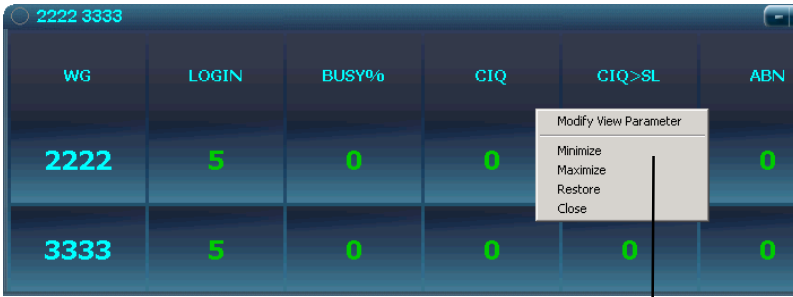 2222 3333
WG LOGIN BUSY% CIQ CIQ>SL ABN
Modify View Parameter
Minimize
2222 5 0 0 0
Maximize
Restore
Close
3333 5 0 0 0 0